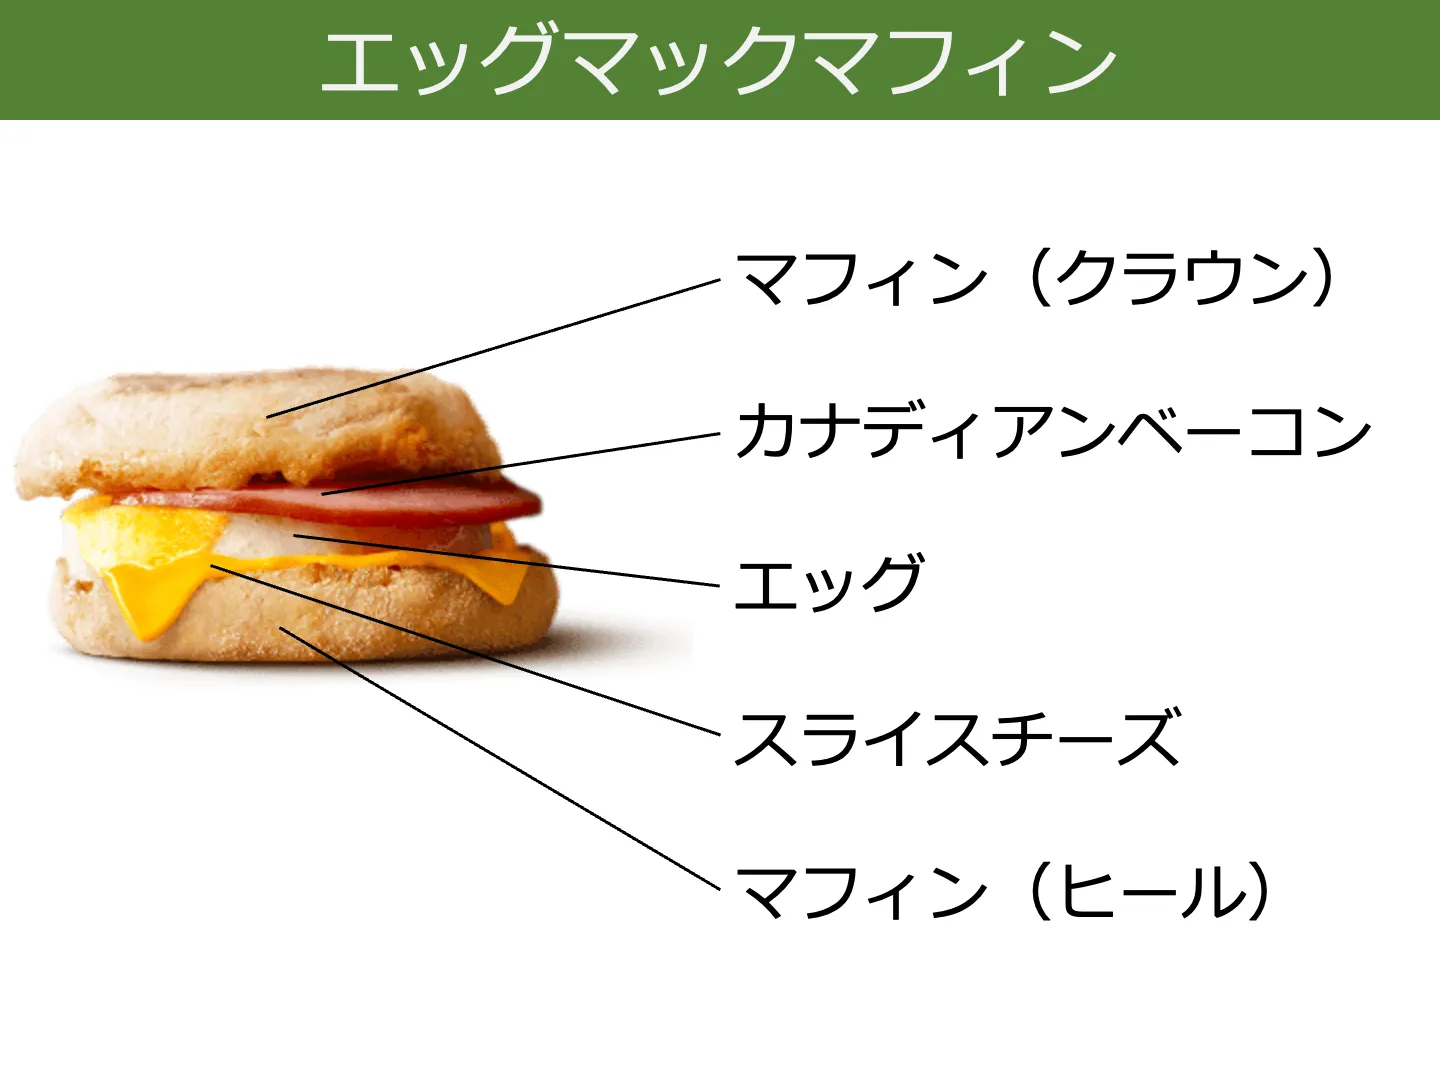 エッグマックマフィン
マフィン（クラウン）
カナディアンベーコン
エッグ
スライスチーズ
マフィン（ヒール）